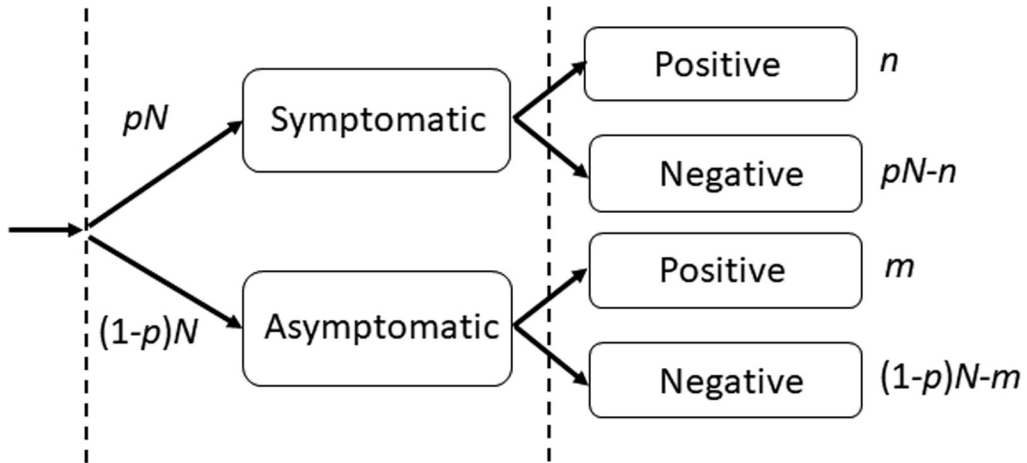 pN
Symptomatic
Positive
n
Negative
pN-n
(1-p)N
Asymptomatic
Positive
m
Negative
(1-p)N-m